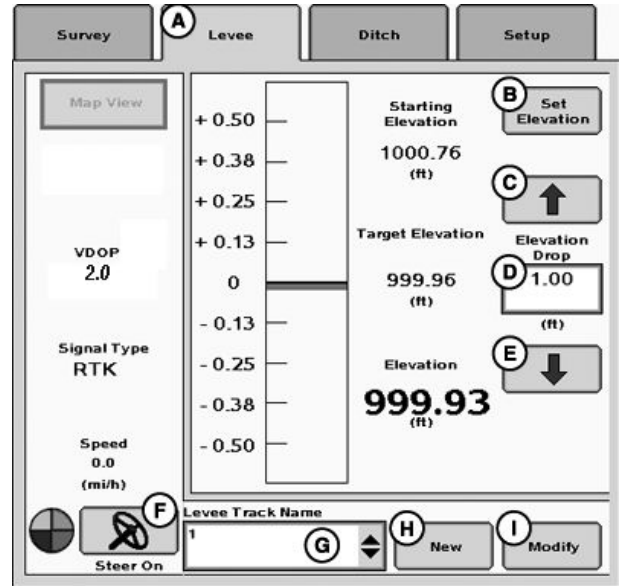 Survey
A
Levee
Ditch
Setup
Map View
VDOP
2.0
Signal Type
RTK
Speed
0.0
(mi/h)
F
Steer On
+ 0.50
+ 0.38
+ 0.25
+ 0.13
0
- 0.13
- 0.25
- 0.38
- 0.50
Starting
Elevation
1000.76
(ft)
Target Elevation
999.96
(ft)
Elevation
999.93
(ft)
B
Set
Elevation
C
Elevation
Drop
D
1.00
(ft)
E
Levee Track Name
1
G
H
New
I
Modify